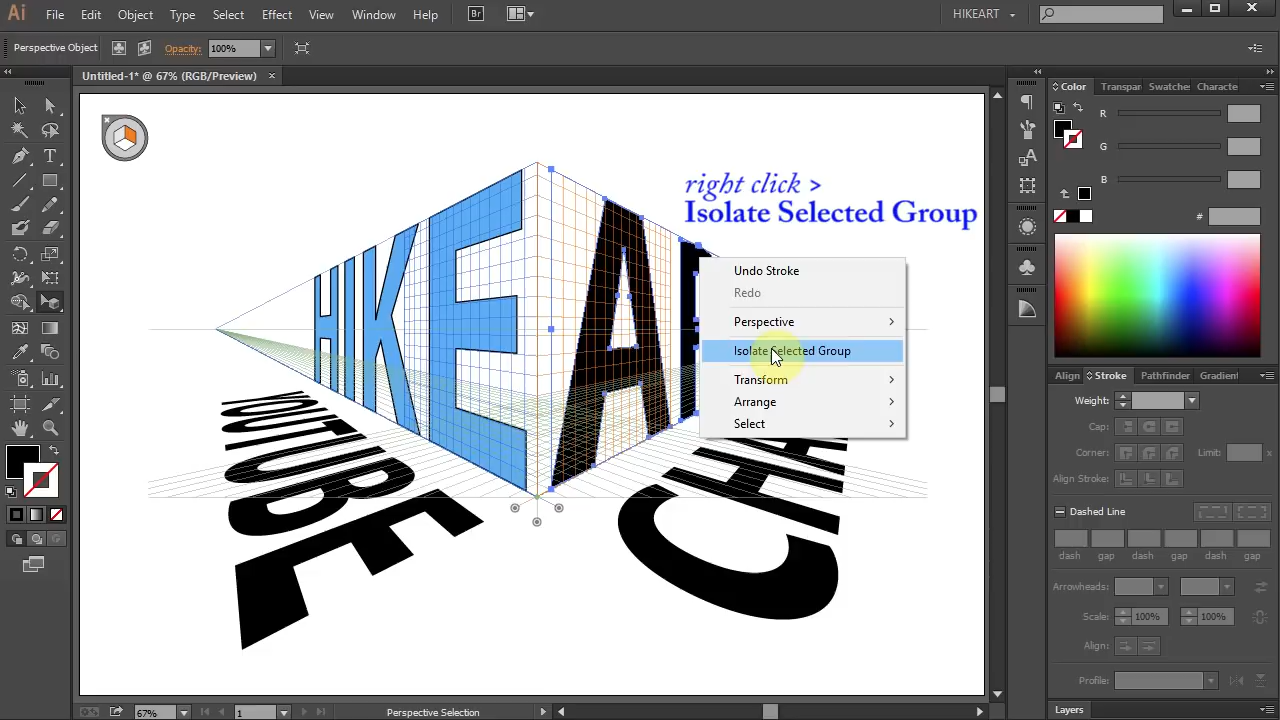 Ai File Edit Object Type Select Effect View Window Help Br HIKEART
Perspective Object Opacity: 100%
Untitled-1* @ 67% (RGB/Preview) ×
Color Transpar Swatche Characte
R
G
B
#
right click >
Isolate Selected Group
HIKE
Undo Stroke
Redo
Perspective
Isolate Selected Group
Transform
Arrange
Select
Align Stroke Pathfinder Gradient
Weight:
Cap:
Corner: Limit:
Align Stroke:
Dashed Line
dash gap dash gap dash gap
Arrowheads:
Scale: 100% 100%
Align:
Profile:
Layers
67% 1 Perspective Selection